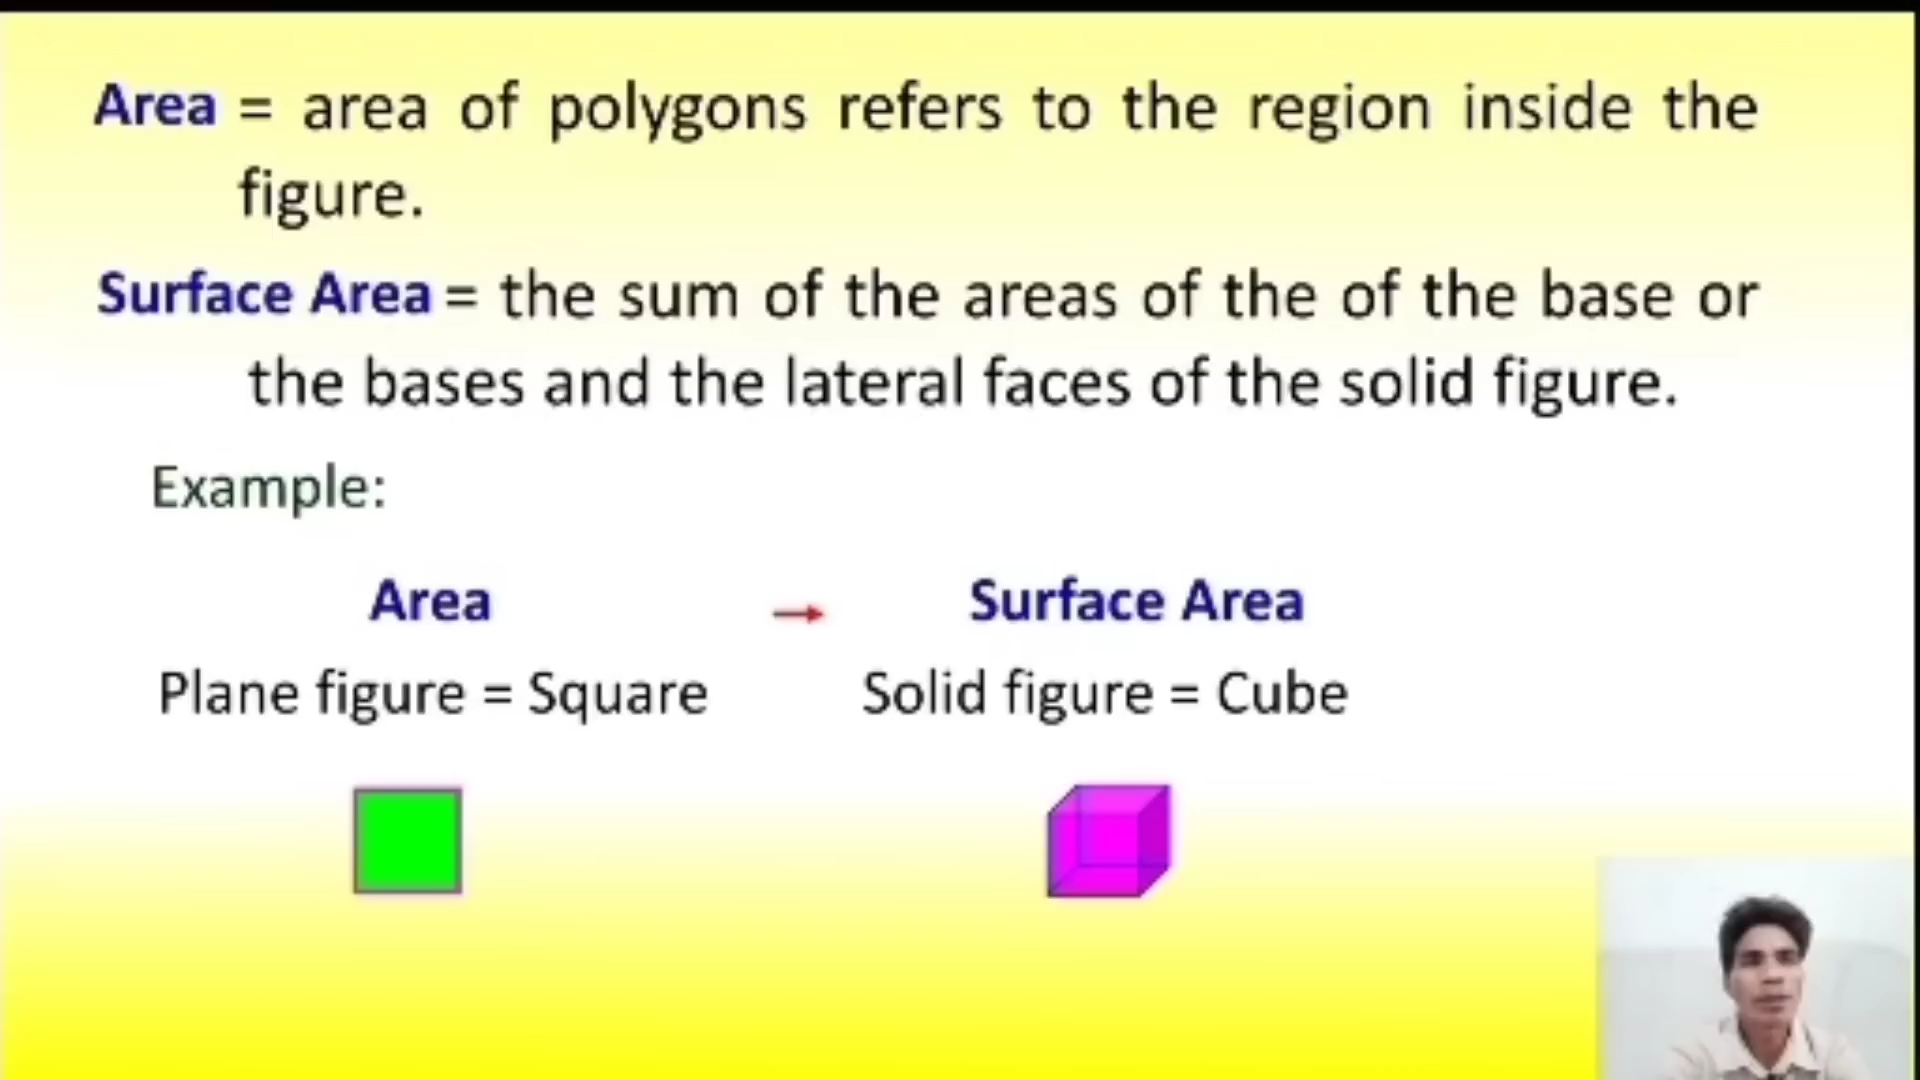 Area = area of polygons refers to the region inside the
figure.
Surface Area = the sum of the areas of the of the base or
the bases and the lateral faces of the solid figure.
Example:
Area → Surface Area
Plane figure = Square Solid figure = Cube